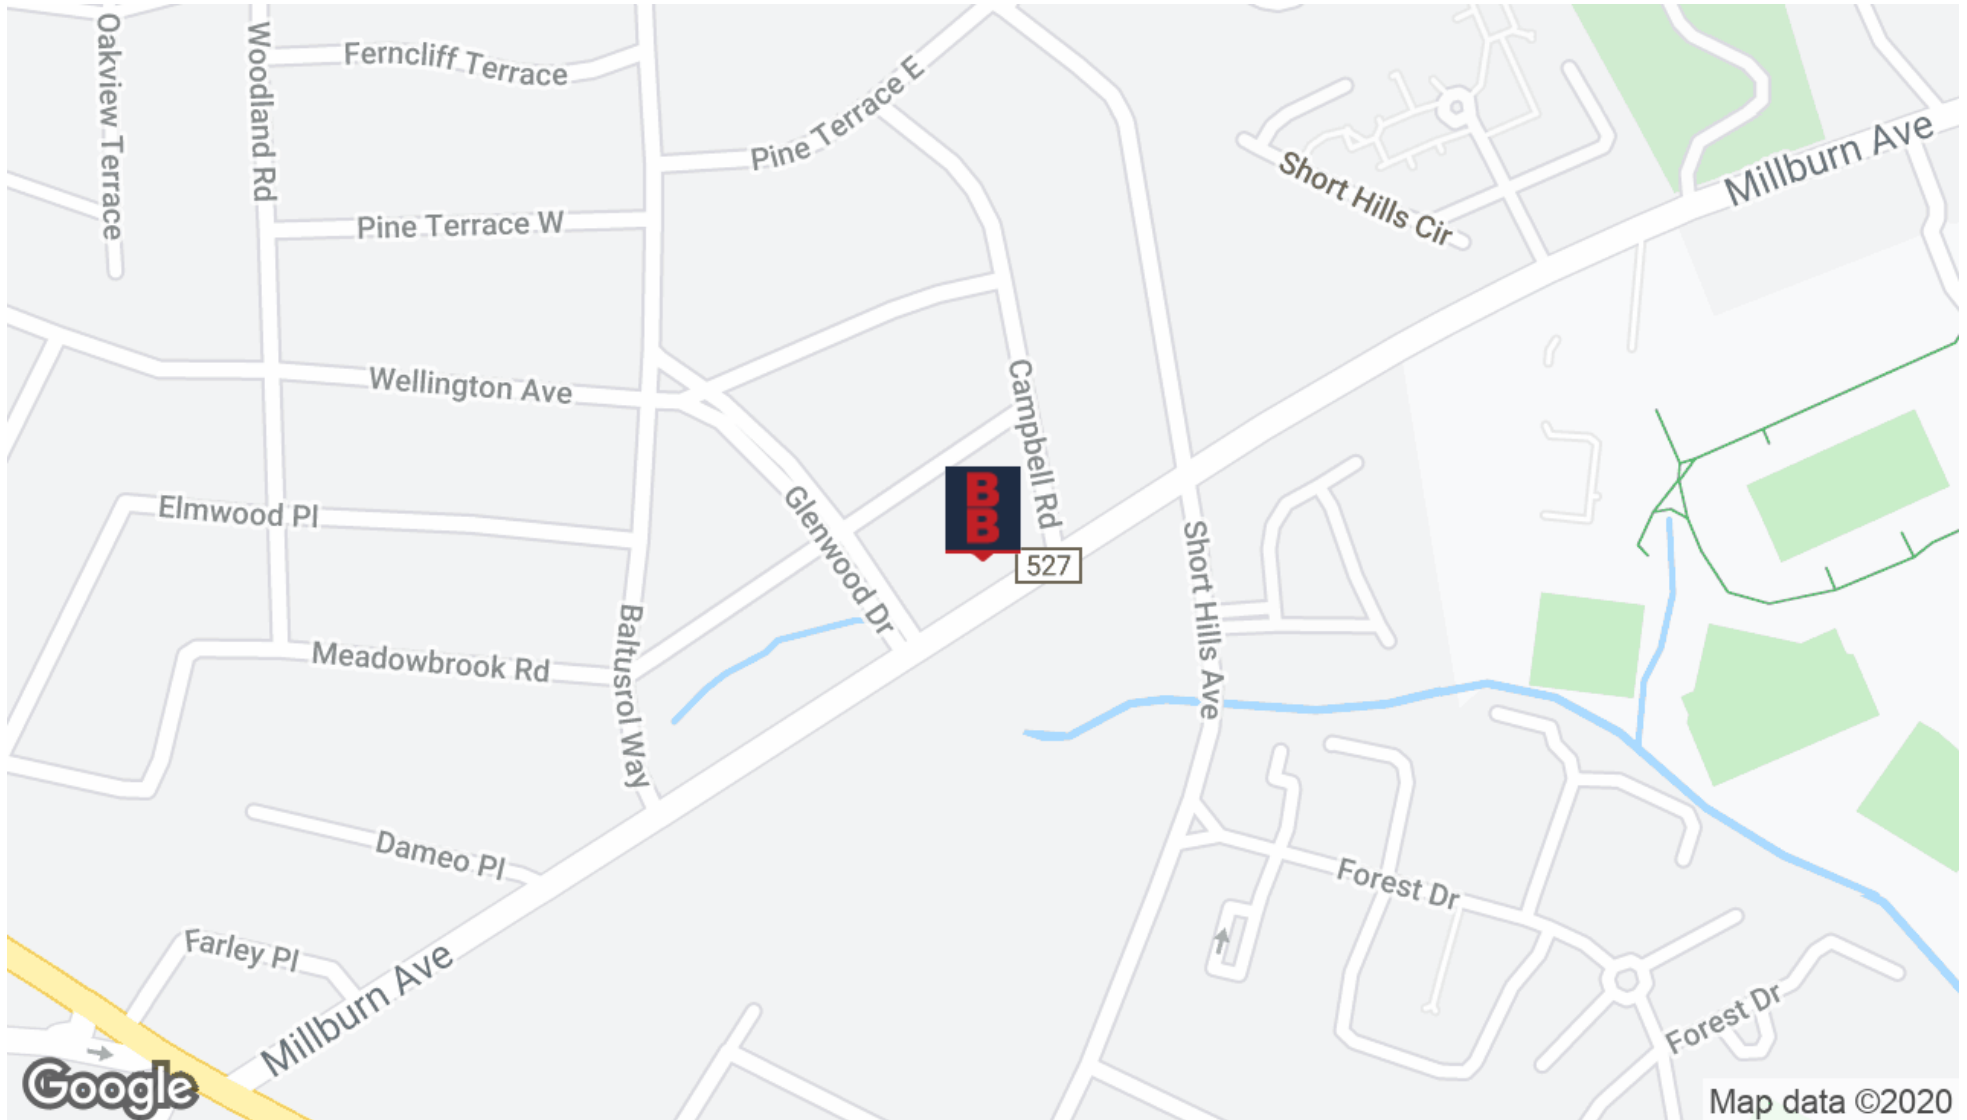 Oakview Terrace
Woodland Rd
Ferncliff Terrace
Pine Terrace E
Pine Terrace W
Short Hills Cir
Millburn Ave
Wellington Ave
Campbell Rd
Elmwood Pl
Glenwood Dr
B
B
527
Short Hills Ave
Meadowbrook Rd
Baltusrol Way
Dameo Pl
Forest Dr
Farley Pl
Millburn Ave
Forest Dr
Google
Map data ©2020